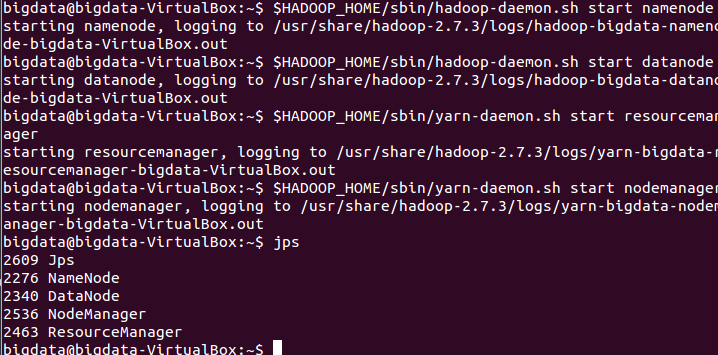 bigdata@bigdata-VirtualBox:~$ $HADOOP_HOME/sbin/hadoop-daemon.sh start namenode
starting namenode, logging to /usr/share/hadoop-2.7.3/logs/hadoop-bigdata-nameno
de-bigdata-VirtualBox.out
bigdata@bigdata-VirtualBox:~$ $HADOOP_HOME/sbin/hadoop-daemon.sh start datanode
starting datanode, logging to /usr/share/hadoop-2.7.3/logs/hadoop-bigdata-datano
de-bigdata-VirtualBox.out
bigdata@bigdata-VirtualBox:~$ $HADOOP_HOME/sbin/yarn-daemon.sh start resourceman
ager
starting resourcemanager, logging to /usr/share/hadoop-2.7.3/logs/yarn-bigdata-r
esourcemanager-bigdata-VirtualBox.out
bigdata@bigdata-VirtualBox:~$ $HADOOP_HOME/sbin/yarn-daemon.sh start nodemanager
starting nodemanager, logging to /usr/share/hadoop-2.7.3/logs/yarn-bigdata-nodem
anager-bigdata-VirtualBox.out
bigdata@bigdata-VirtualBox:~$ jps
2609 Jps
2276 NameNode
2340 DataNode
2536 NodeManager
2463 ResourceManager
bigdata@bigdata-VirtualBox:~$